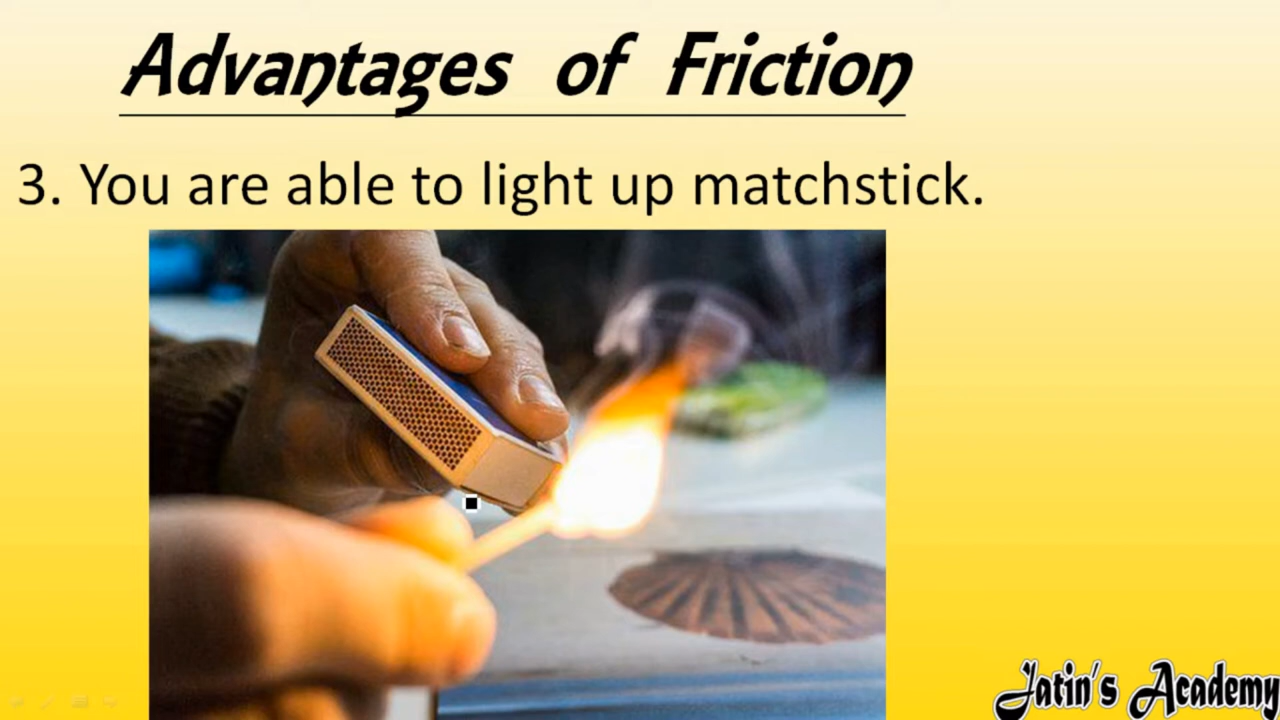 Advantages of Friction
3. You are able to light up matchstick.
Jatin's Academy